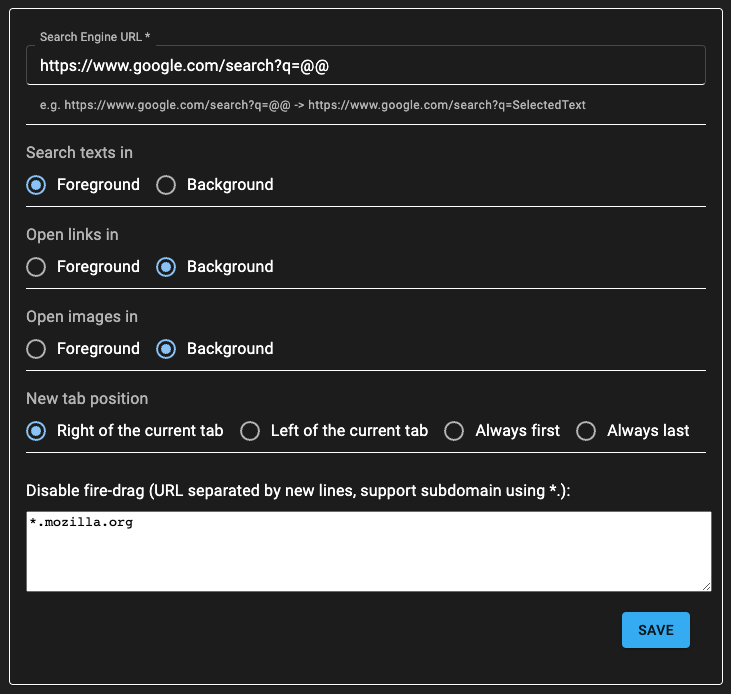 Search Engine URL *
https://www.google.com/search?q=@@
e.g. https://www.google.com/search?q=@@ -> https://www.google.com/search?q=SelectedText
Search texts in
Foreground Background
Open links in
Foreground Background
Open images in
Foreground Background
New tab position
Right of the current tab Left of the current tab Always first Always last
Disable fire-drag (URL separated by new lines, support subdomain using *.):
*.mozilla.org
SAVE